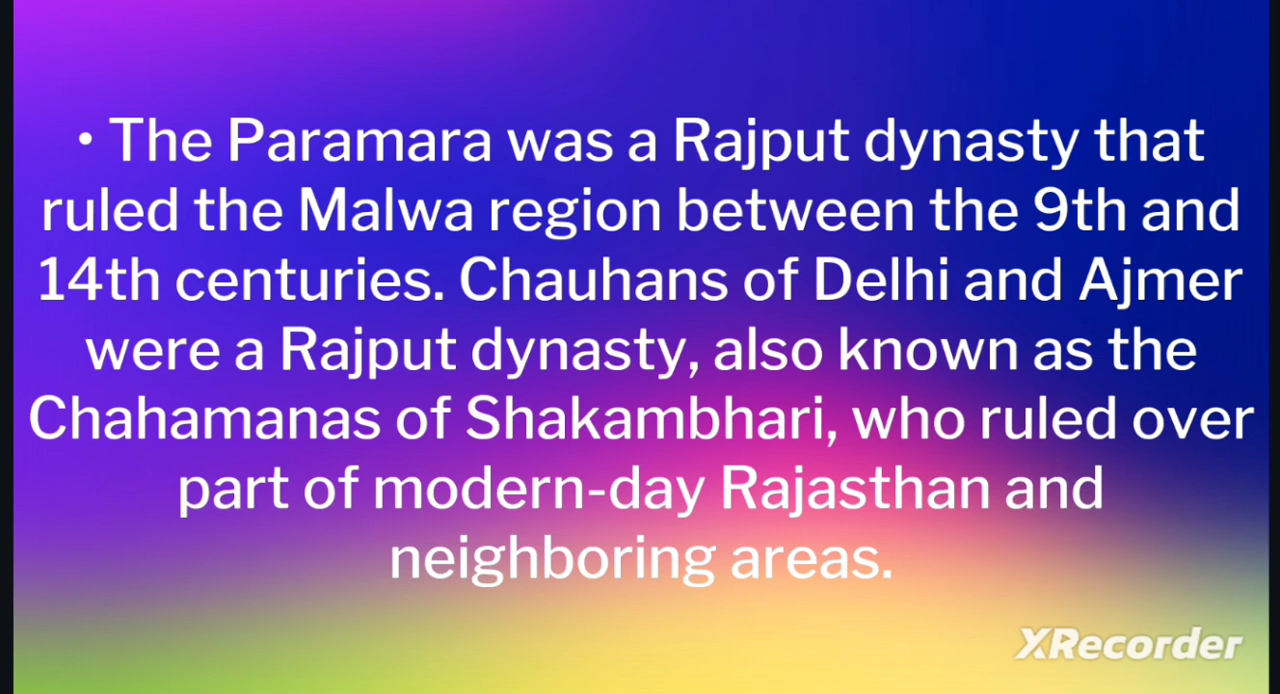 • The Paramara was a Rajput dynasty that
ruled the Malwa region between the 9th and
14th centuries. Chauhans of Delhi and Ajmer
were a Rajput dynasty, also known as the
Chahamanas of Shakambhari, who ruled over
part of modern-day Rajasthan and
neighboring areas.
XRecorder